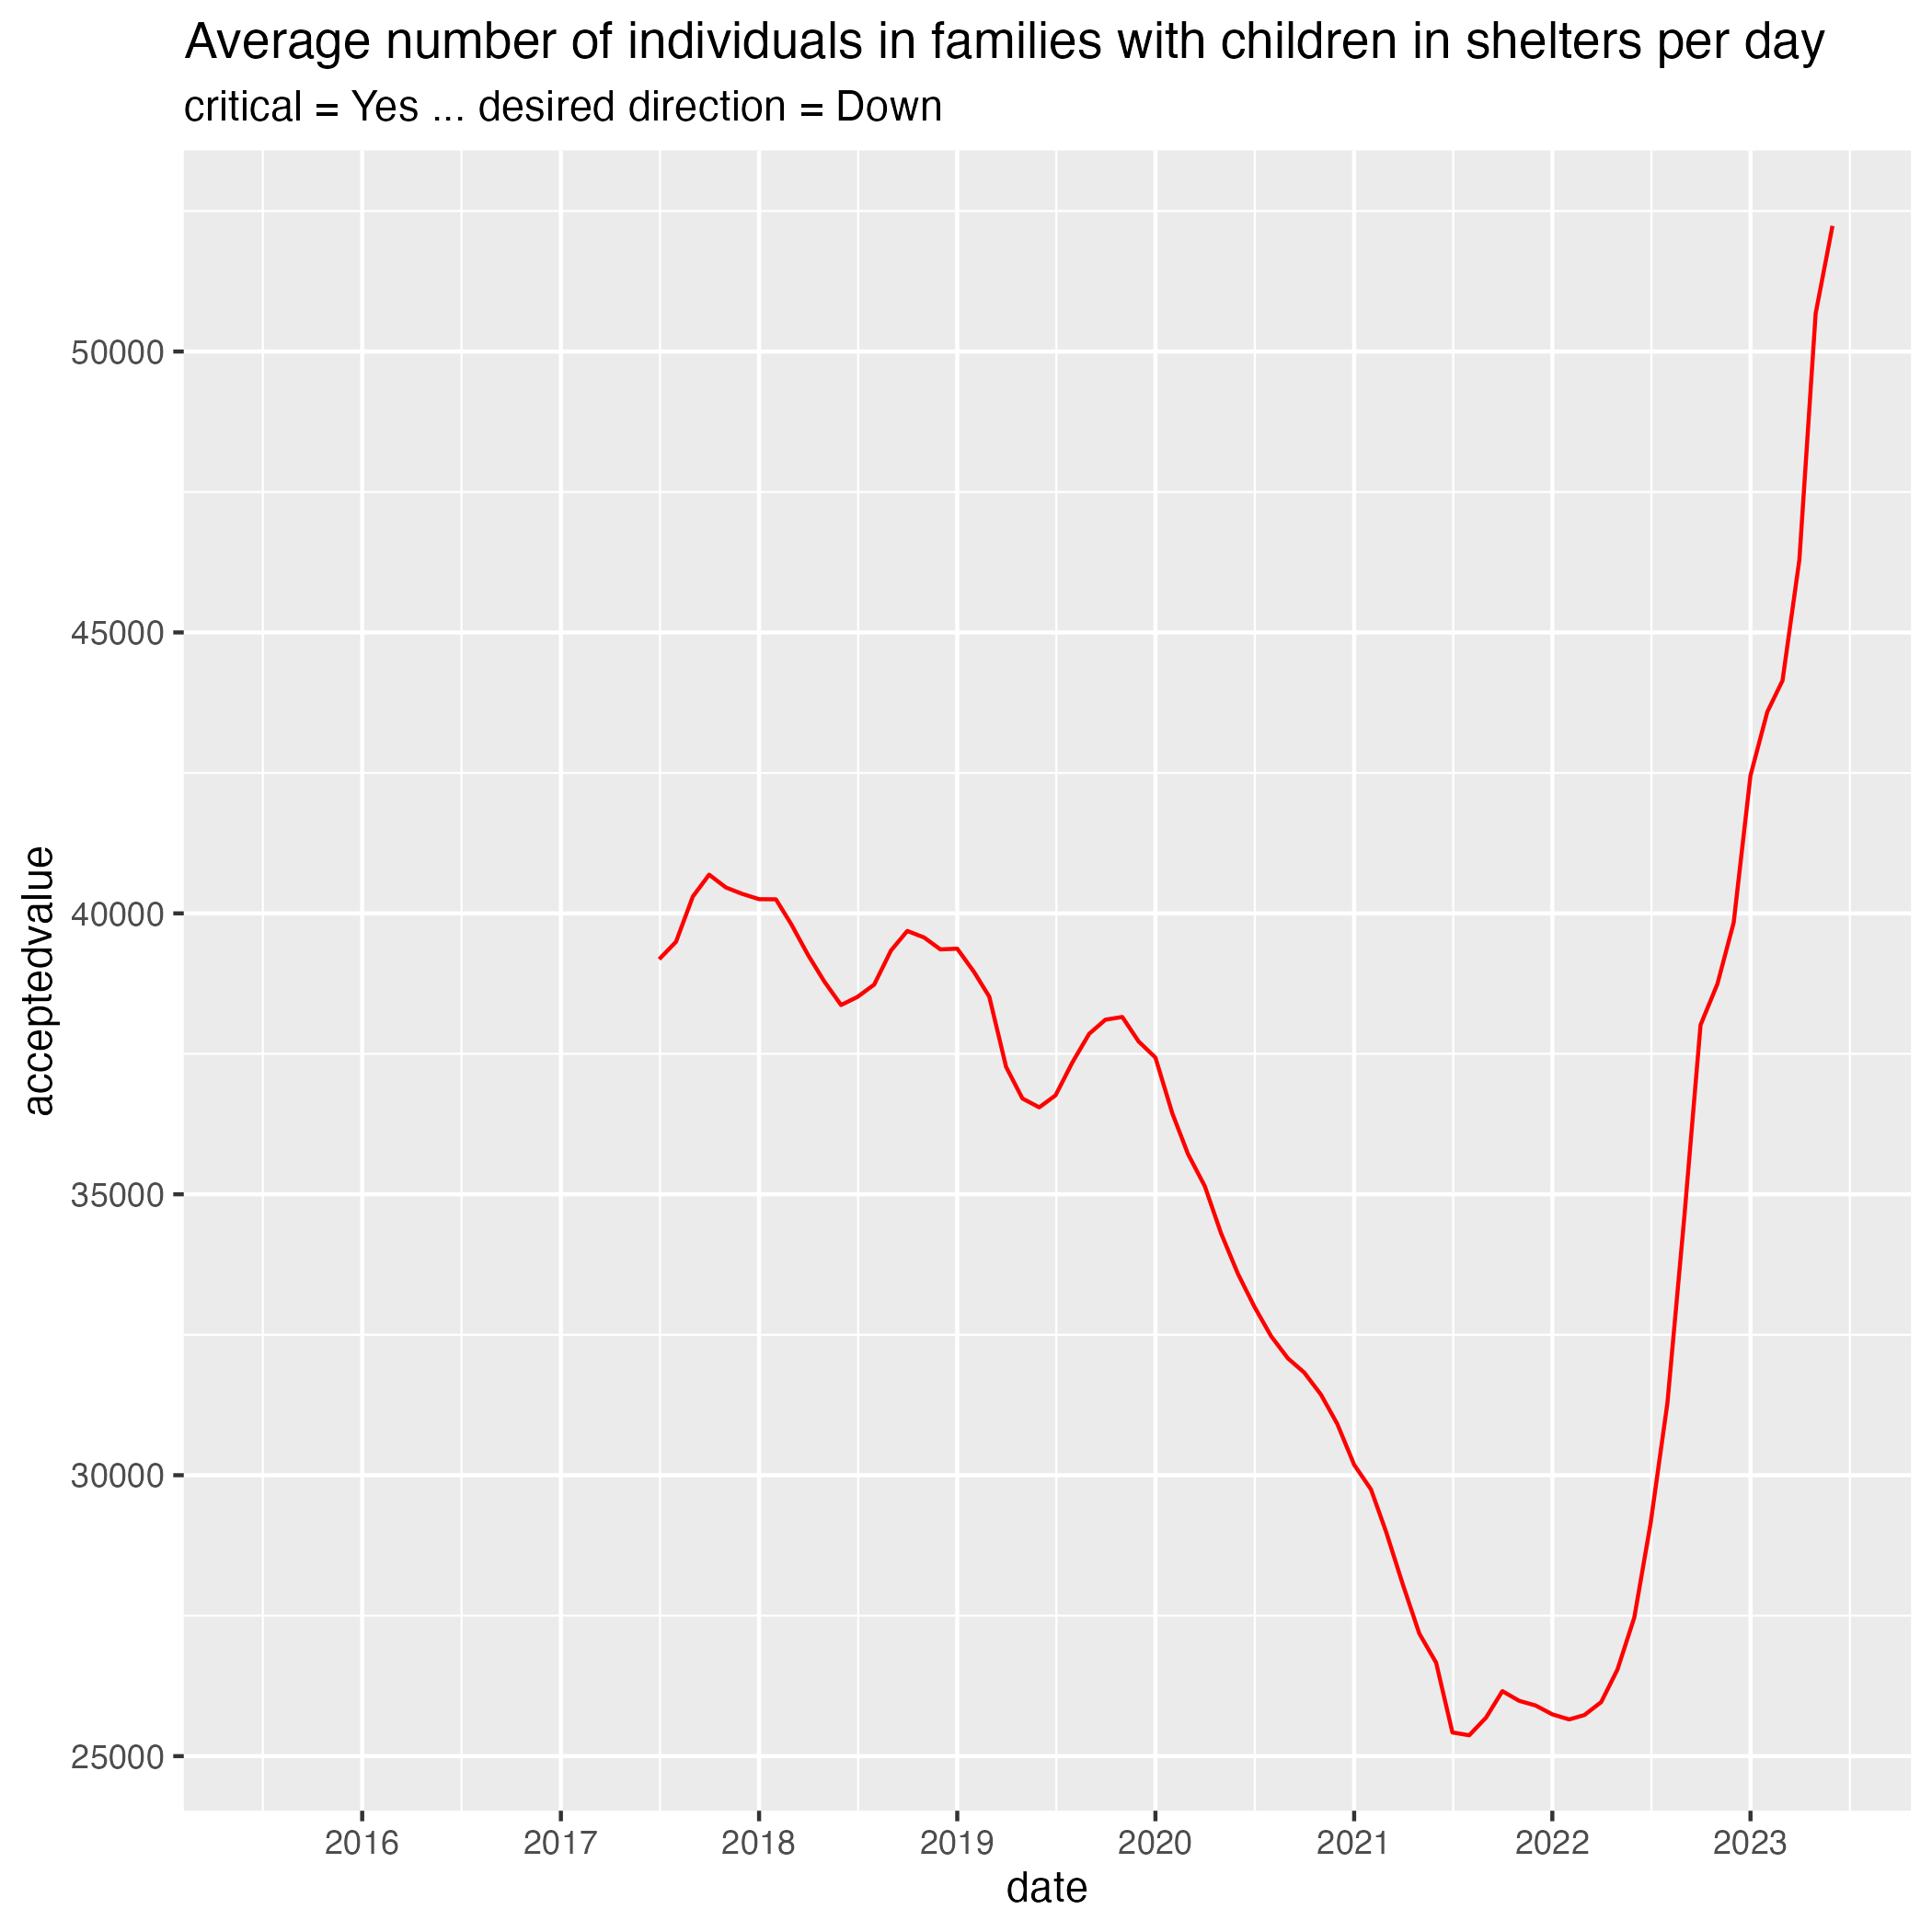 Average number of individuals in families with children in shelters per day
critical = Yes ... desired direction = Down
acceptedvalue
50000
45000
40000
35000
30000
25000
2016 2017 2018 2019 2020 2021 2022 2023
date